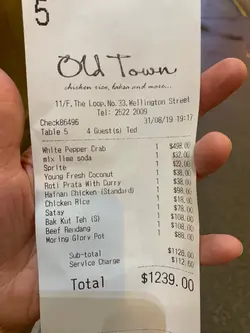 5
Old Town
chicken rice, laksa and more...
11/F, The Loop, No.33, Wellington Street
Tel: 2522 2009
Check86496 31/08/19 19:17
Table 5 4 Guest(s) Ted
White Pepper Crab 1 $498.00
mix lime soda 1 $32.00
Sprite 1 $22.00
Young Fresh Coconut 1 $38.00
Roti Prata With Curry 1 $38.00
Hainan Chicken (Standard) 1 $98.00
Chicken Rice 1 $18.00
Satay 1 $78.00
Bak Kut Teh (S) 1 $108.00
Beef Rendang 1 $108.00
Moring Glory Pot 1 $88.00
Sub-total $1126.00
Service Charge $112.60
Total $1239.00